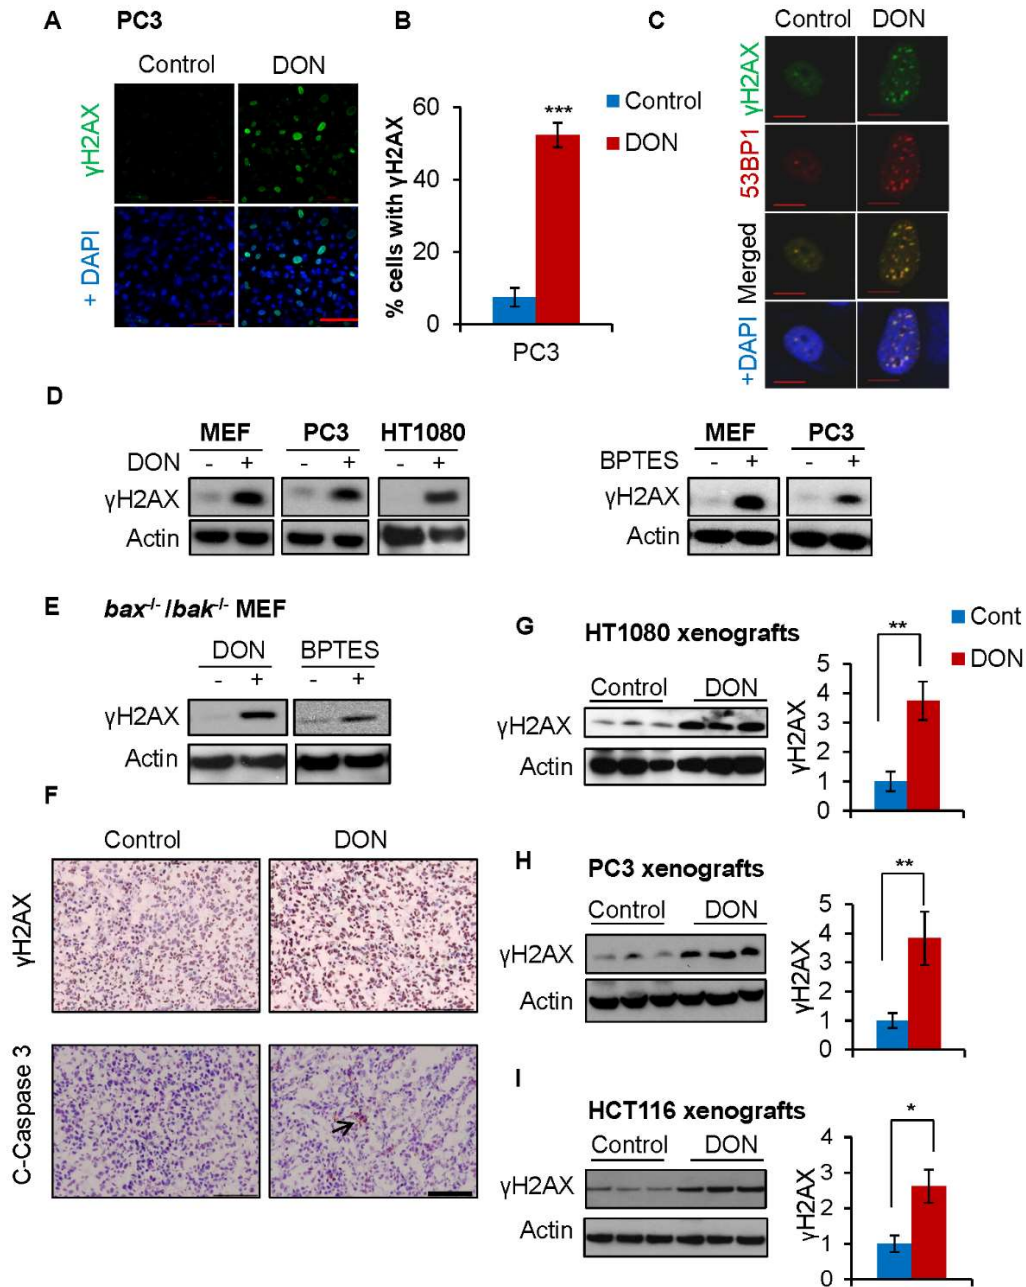 A PC3
Control DON
γH2AX
+ DAPI
B
% cells with γH2AX
60
40
20
0
***
PC3
Control
DON
C
Control DON
γH2AX
53BP1
Merged
+DAPI
D
MEF PC3 HT1080
DON - + - + - +
γH2AX
Actin
MEF PC3
BPTES - + - +
γH2AX
Actin
E bax-/- /bak-/- MEF
DON BPTES
- + - +
γH2AX
Actin
F
Control DON
γH2AX
C-Caspase 3
G HT1080 xenografts
Control DON
γH2AX
Actin
Cont
DON
**
γH2AX
5
4
3
2
1
0
H PC3 xenografts
Control DON
γH2AX
Actin
**
γH2AX
5
4
3
2
1
0
I HCT116 xenografts
Control DON
γH2AX
Actin
*
γH2AX
4
3
2
1
0